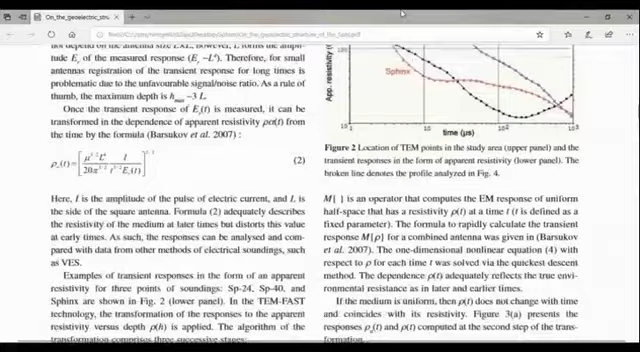 On_the_geoelectric_stru
not depend on the antenna size LXL, however, L forms the ampli-
tude Eᵣ of the measured response (Eᵣ ~L⁴). Therefore, for small
antennas registration of the transient response for long times is
problematic due to the unfavourable signal/noise ratio. As a rule of
thumb, the maximum depth is hmax ~3 L.
Once the transient response of Eᵣ(t) is measured, it can be
transformed in the dependence of apparent resistivity ρα(t) from
the time by the formula (Barsukov et al. 2007) :
(2)
Here, I is the amplitude of the pulse of electric current, and L is
the side of the square antenna. Formula (2) adequately describes
the resistivity of the medium at later times but distorts this value
at early times. As such, the responses can be analysed and com-
pared with data from other methods of electrical soundings, such
as VES.
Examples of transient responses in the form of an apparent
resistivity for three points of soundings: Sp-24, Sp-40, and
Sphinx are shown in Fig. 2 (lower panel). In the TEM-FAST
technology, the transformation of the responses to the apparent
resistivity versus depth ρ(h) is applied. The algorithm of the
transformation comprises three successive stages:
App. resistivity
Sphinx
time (μs)
Figure 2 Location of TEM points in the study area (upper panel) and the
transient responses in the form of apparent resistivity (lower panel). The
broken line denotes the profile analyzed in Fig. 4.
M{ } is an operator that computes the EM response of uniform
half-space that has a resistivity ρ(t) at a time t (t is defined as a
fixed parameter). The formula to rapidly calculate the transient
response M{ρ} for a combined antenna was given in (Barsukov
et al. 2007). The one-dimensional nonlinear equation (4) with
respect to ρ for each time t was solved via the quickest descent
method. The dependence ρ(t) adequately reflects the true envi-
ronmental resistance as in later and earlier times.
If the medium is uniform, then ρ(t) does not change with time
and coincides with its resistivity. Figure 3(a) presents the
responses ρₐ(t) and ρ(t) computed at the second step of the trans-
formation.